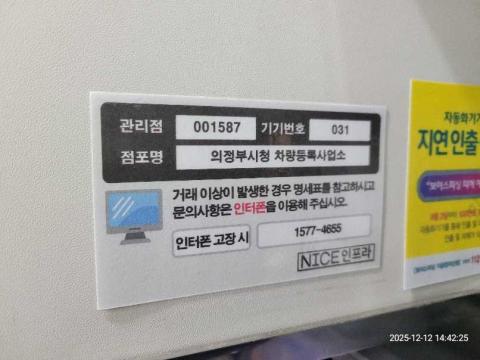 관리점 001587 기기번호 031
점포명 의정부시청 차량등록사업소
거래 이상이 발생한 경우 명세표를 참고하시고
문의사항은 인터폰을 이용해 주십시오.
인터폰 고장 시 1577-4655
NICE인프라
자동화기기
지연인출
2025-12-12 14:42:25